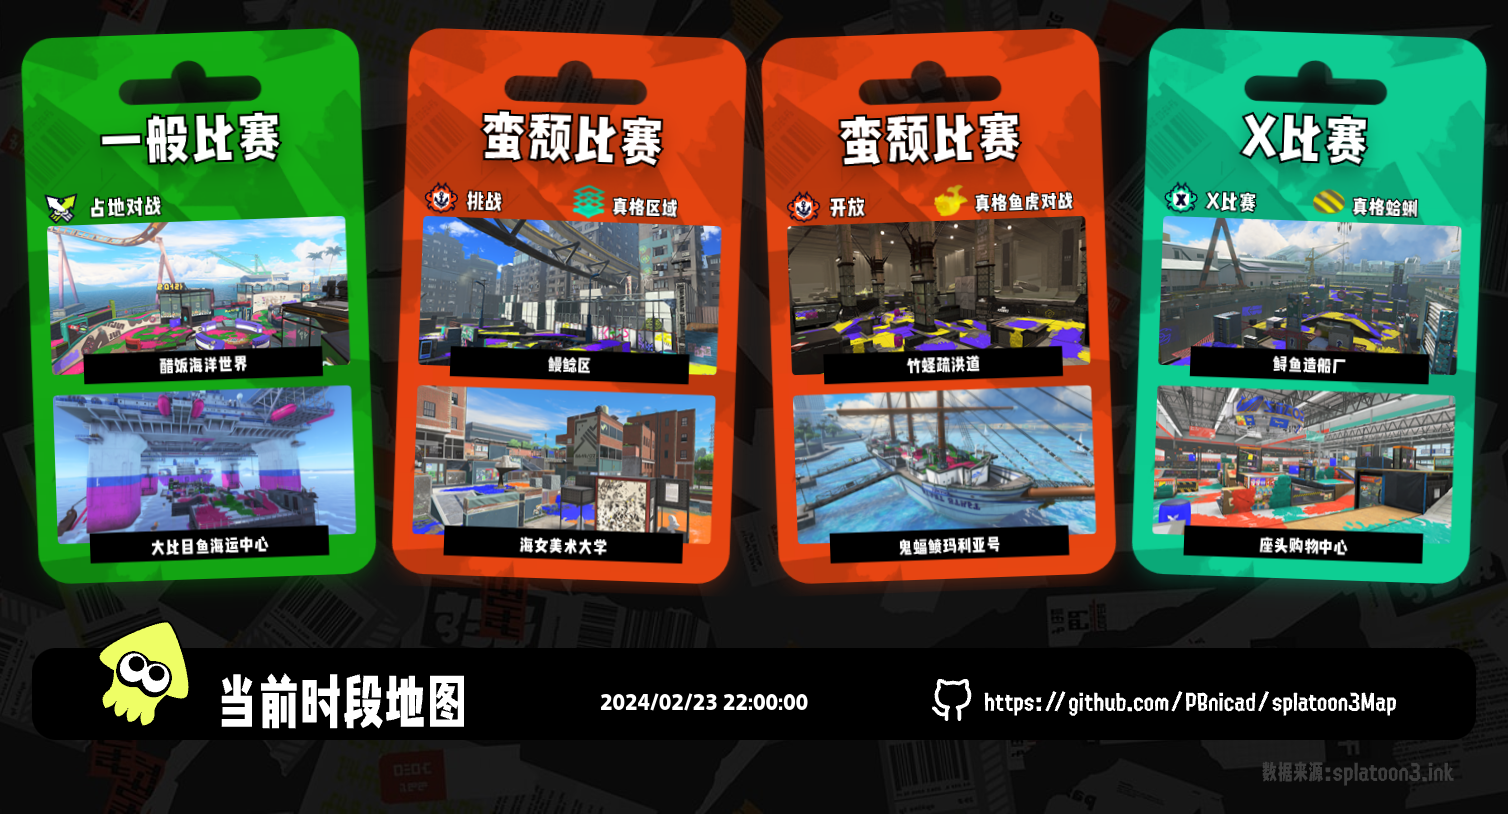 一般比赛
占地对战
醋饭海洋世界
大比目鱼海运中心
蛮颓比赛
挑战
真格区域
鳗鲶区
海女美术大学
蛮颓比赛
开放
真格鱼虎对战
竹蛏疏洪道
鬼蝠鲼玛利亚号
X比赛
X比赛
真格蛤蜊
鲟鱼造船厂
座头购物中心
当前时段地图
2024/02/23 22:00:00
https://github.com/PBnicad/splatoon3Map
数据来源:splatoon3.ink